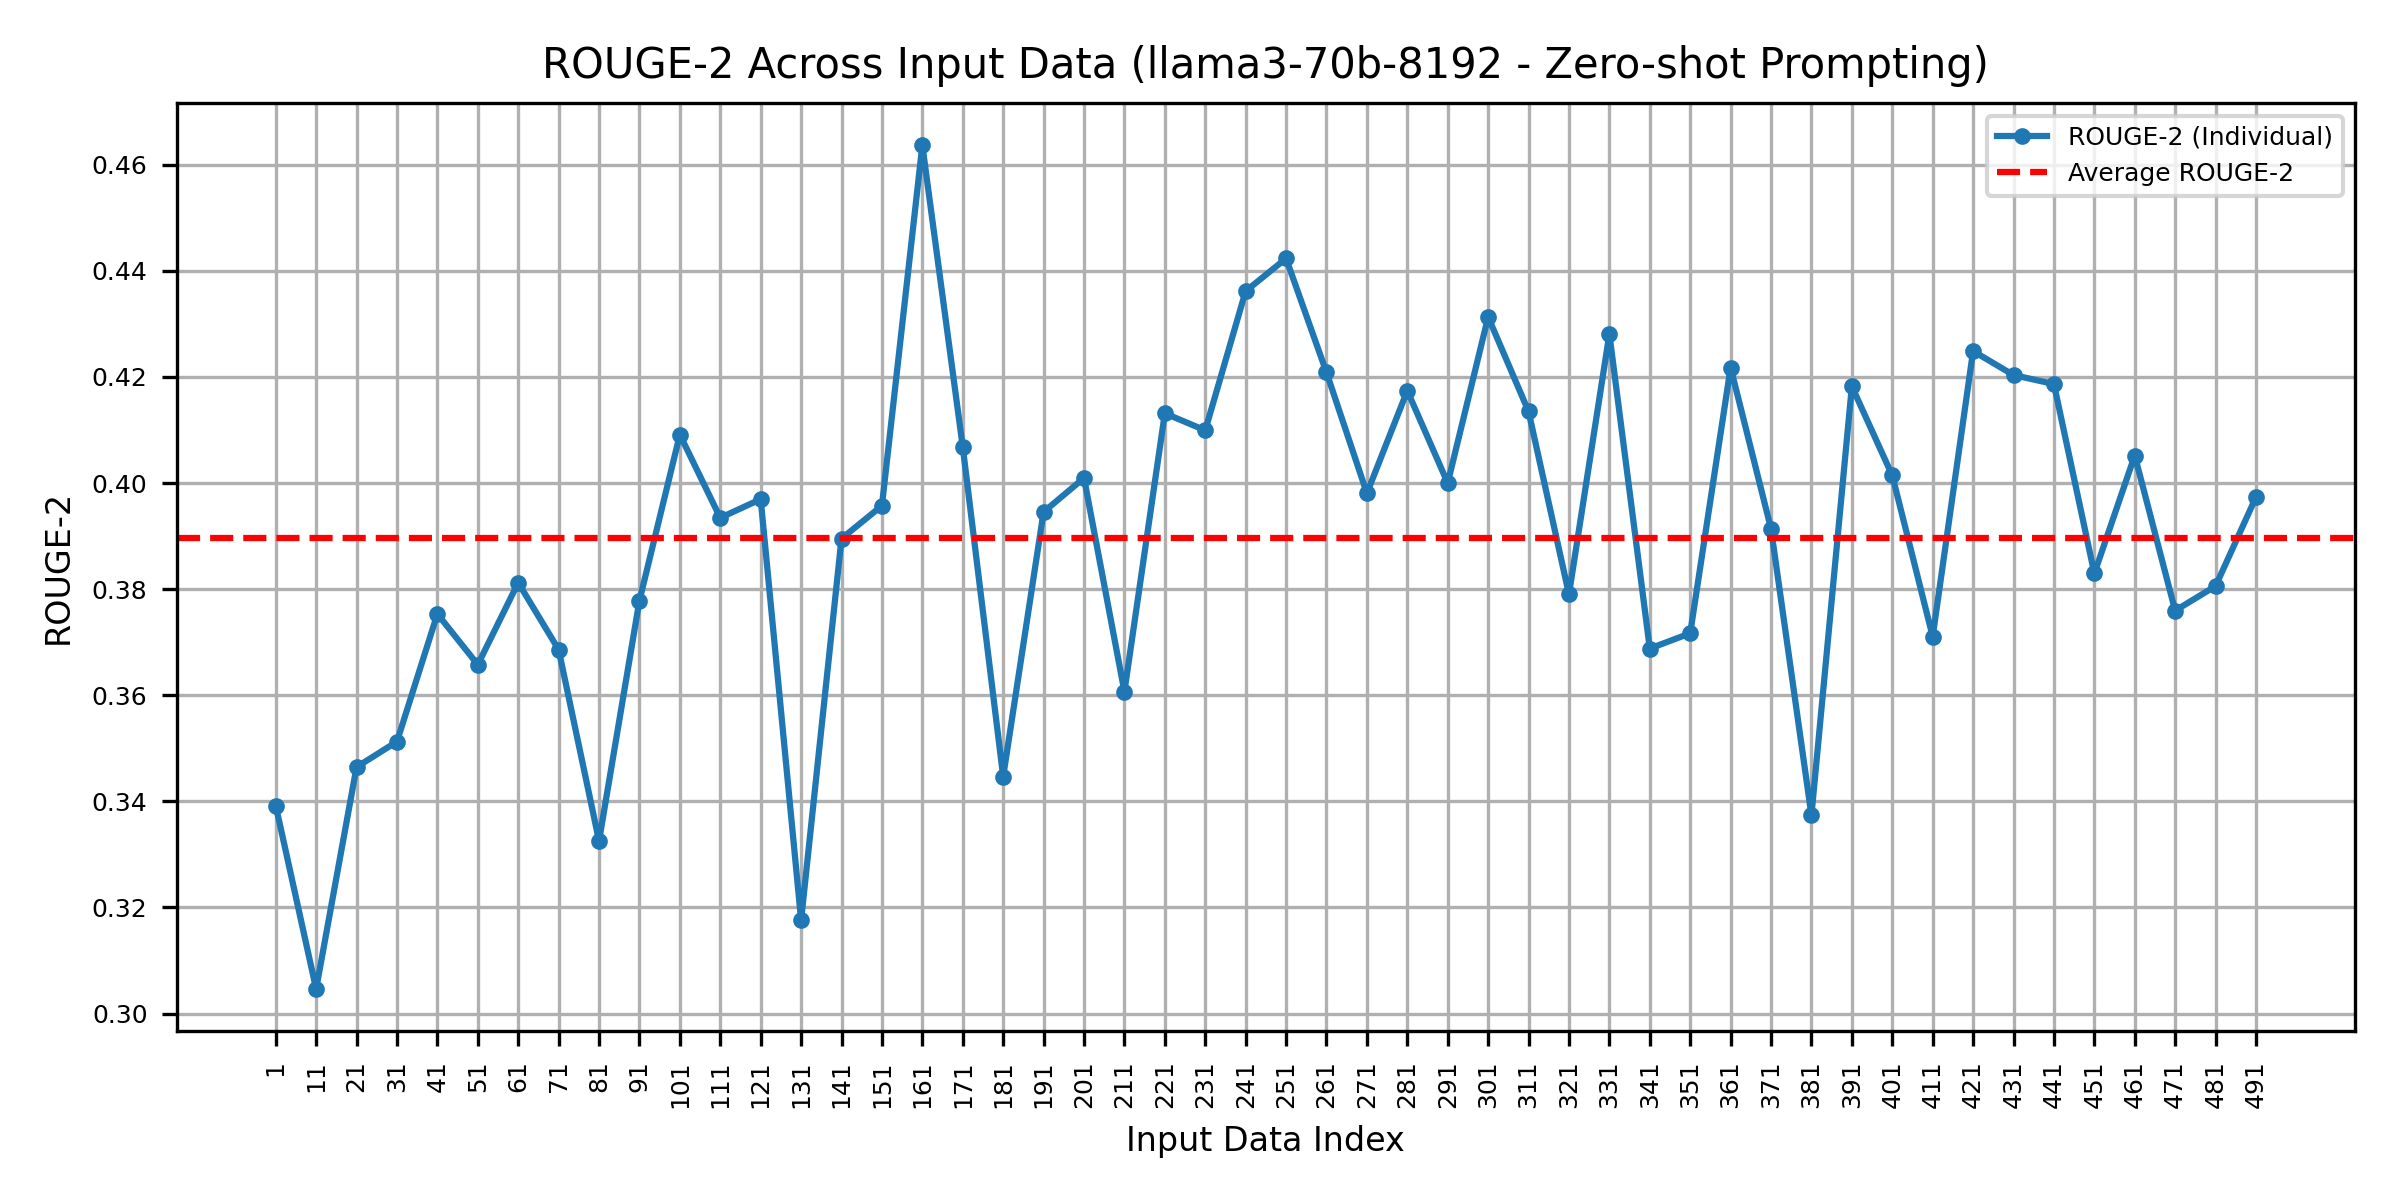 ROUGE-2 Across Input Data (llama3-70b-8192 - Zero-shot Prompting)
ROUGE-2 (Individual)
Average ROUGE-2
0.46
0.44
0.42
0.40
0.38
0.36
0.34
0.32
0.30
ROUGE-2
1 11 21 31 41 51 61 71 81 91 101 111 121 131 141 151 161 171 181 191 201 211 221 231 241 251 261 271 281 291 301 311 321 331 341 351 361 371 381 391 401 411 421 431 441 451 461 471 481 491
Input Data Index